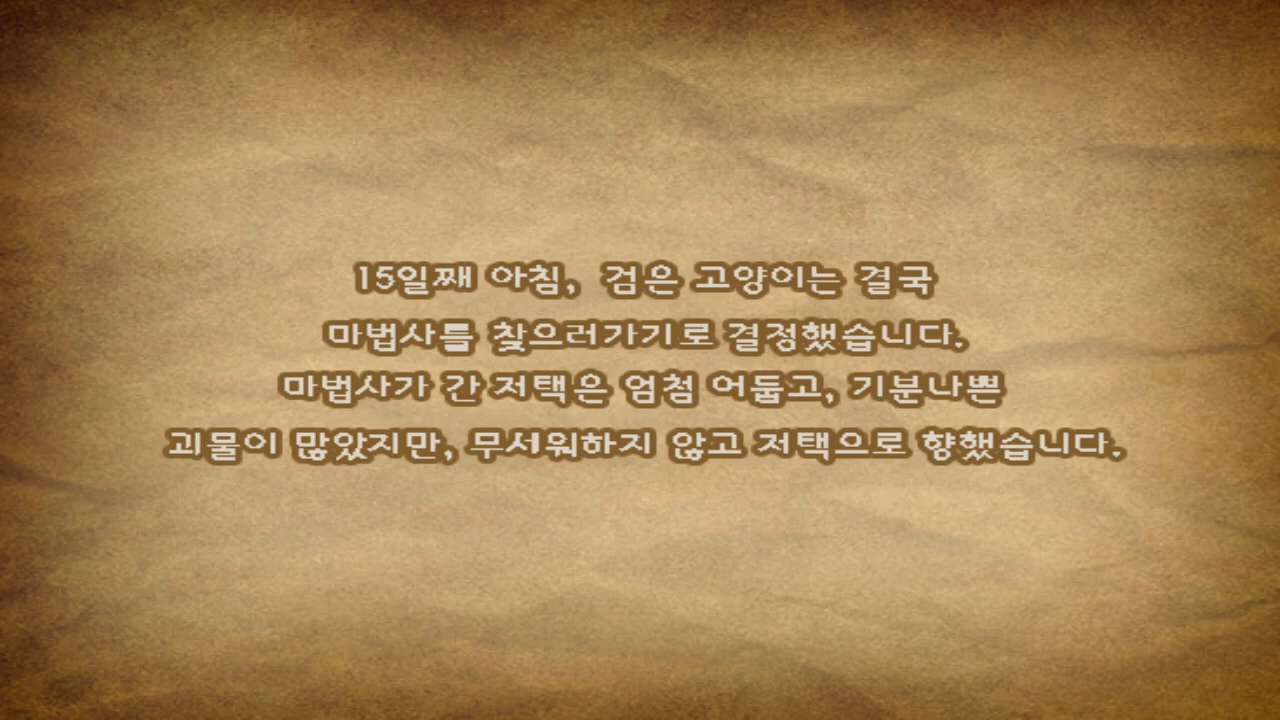 15일째 아침,  검은 고양이는 결국
마법사를 찾으러가기로 결정했습니다.
마법사가 간 저택은 엄첨 어둡고, 기분나쁜
괴물이 많았지만, 무서워하지 않고 저택으로 향했습니다.